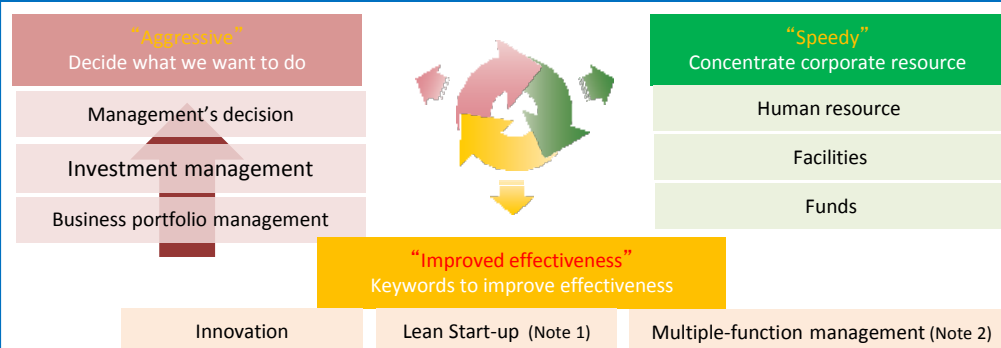 “Aggressive”
Decide what we want to do
Management’s decision
Investment management
Business portfolio management
“Speedy”
Concentrate corporate resource
Human resource
Facilities
Funds
“Improved effectiveness”
Keywords to improve effectiveness
Innovation
Lean Start-up (Note 1)
Multiple-function management (Note 2)